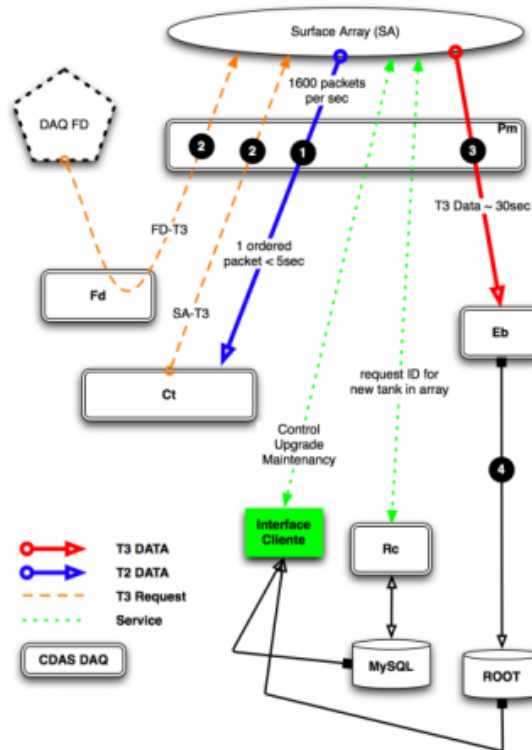 Surface Array (SA)
1600 packets
per sec
DAQ FD
Pm
2
2
1
3
T3 Data ~ 30sec
FD-T3
1 ordered
packet < 5sec
Fd
SA-T3
Eb
Ct
request ID for
new tank in array
Control
Upgrade
Maintenancy
4
Interface
Cliente
Rc
T3 DATA
T2 DATA
T3 Request
Service
CDAS DAQ
MySQL
ROOT